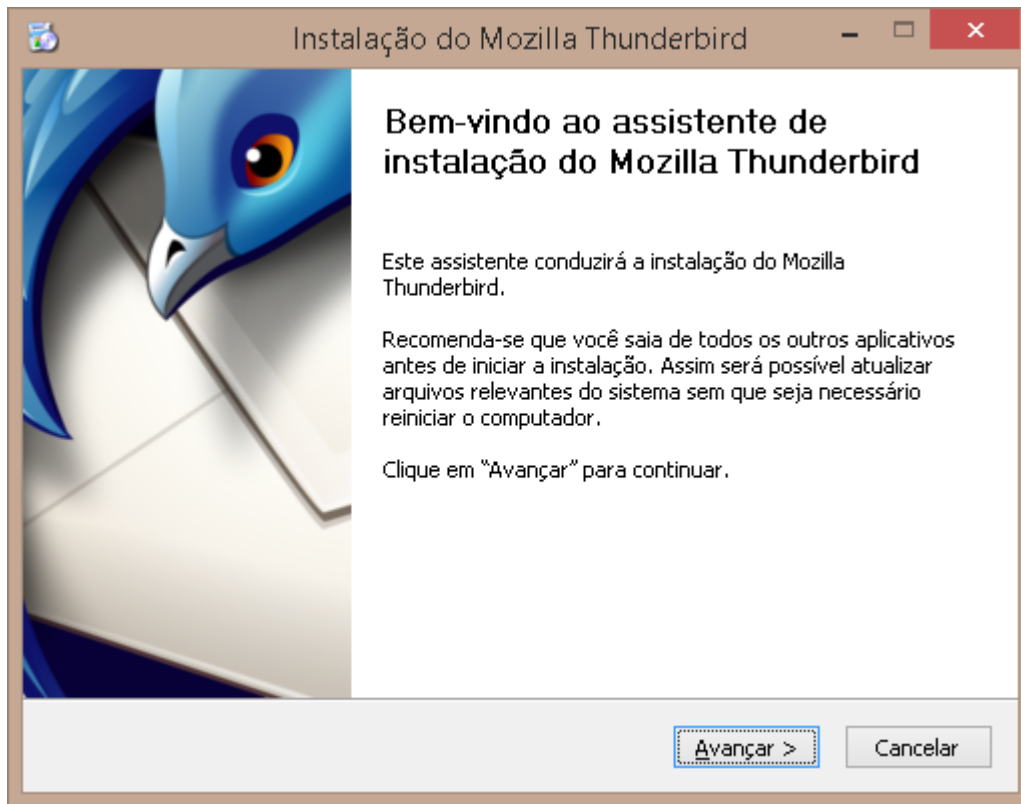 Instalação do Mozilla Thunderbird
Bem-vindo ao assistente de
instalação do Mozilla Thunderbird
Este assistente conduzirá a instalação do Mozilla
Thunderbird.
Recomenda-se que você saia de todos os outros aplicativos
antes de iniciar a instalação. Assim será possível atualizar
arquivos relevantes do sistema sem que seja necessário
reiniciar o computador.
Clique em "Avançar" para continuar.
Avançar >
Cancelar